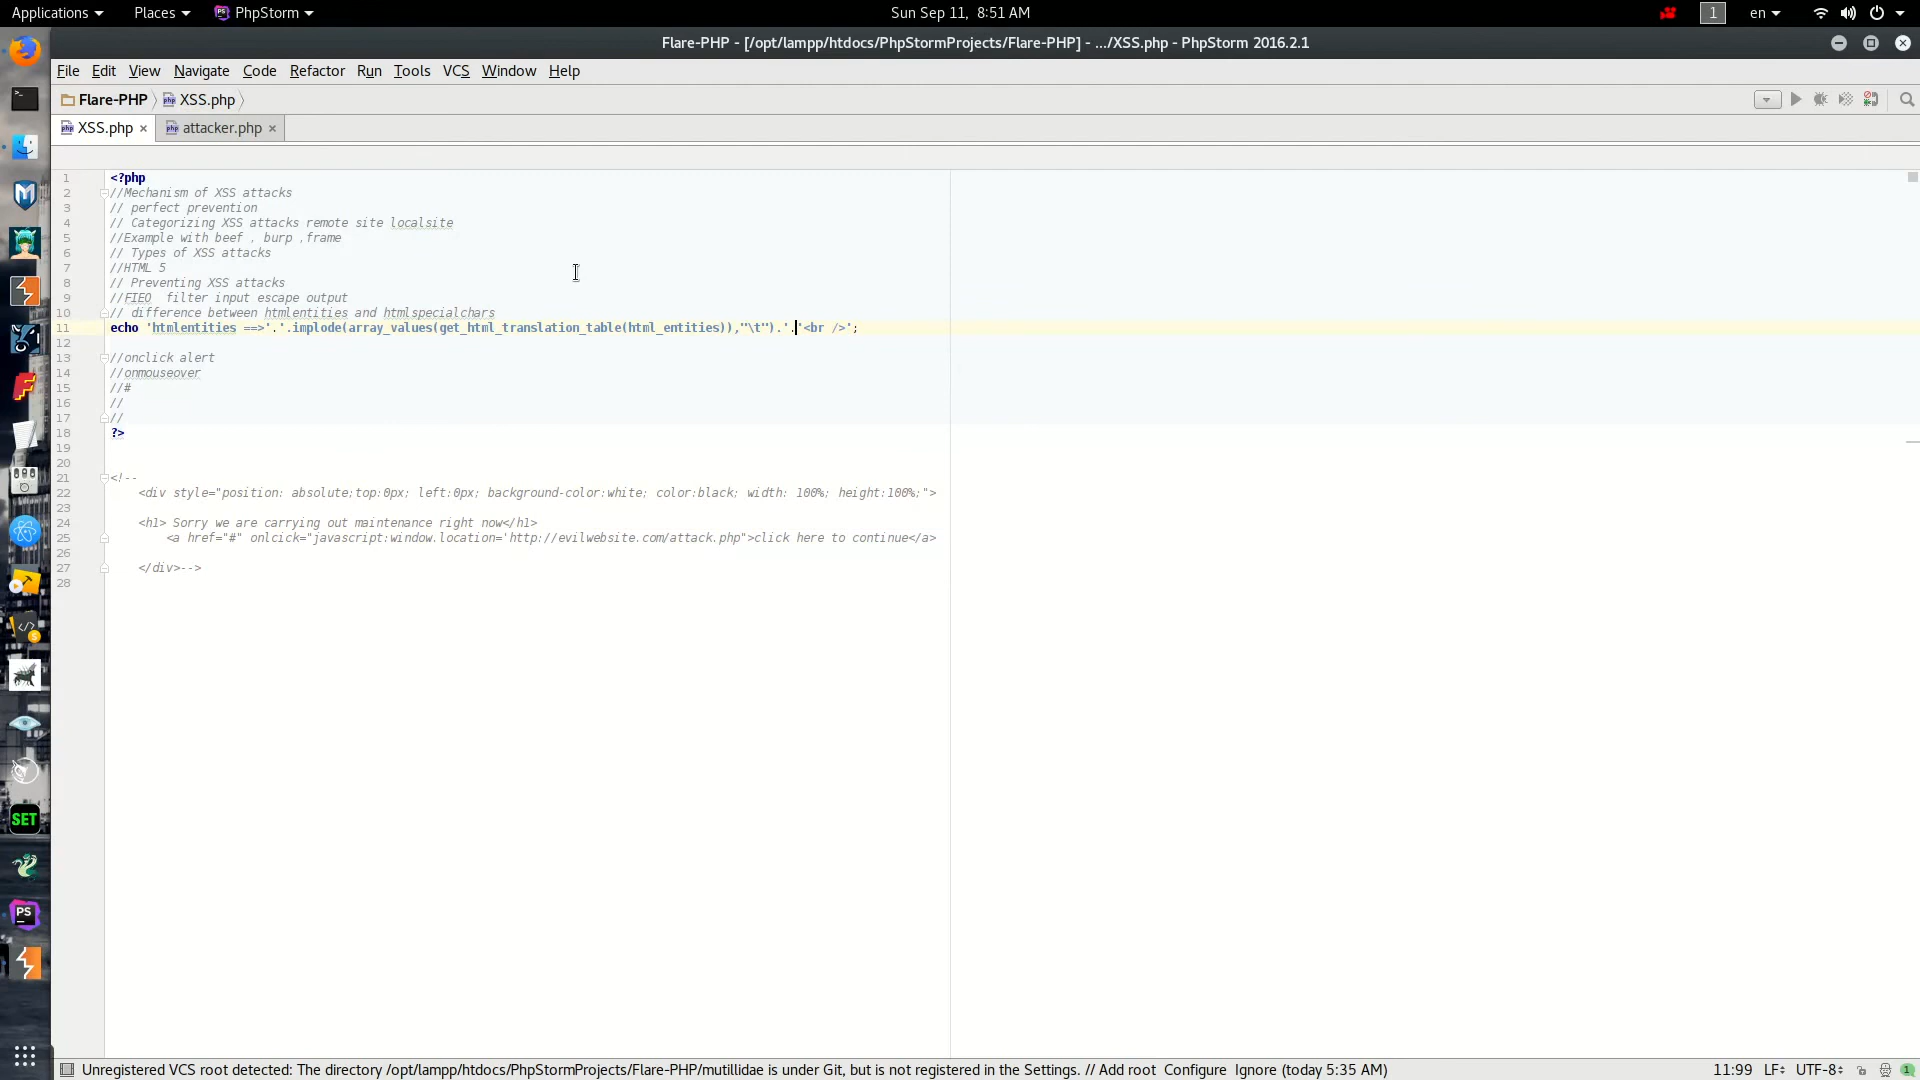 Applications Places PhpStorm Sun Sep 11, 8:51 AM 1 en
Flare-PHP - [/opt/lampp/htdocs/PhpStormProjects/Flare-PHP] - .../XSS.php - PhpStorm 2016.2.1
File Edit View Navigate Code Refactor Run Tools VCS Window Help
Flare-PHP XSS.php
XSS.php attacker.php
1 <?php
2 //Mechanism of XSS attacks
3 // perfect prevention
4 // Categorizing XSS attacks remote site localsite
5 //Example with beef , burp ,frame
6 // Types of XSS attacks
7 //HTML 5
8 // Preventing XSS attacks
9 //FIEO  filter input escape output
10 // difference between htmlentities and htmlspecialchars
11 echo 'htmlentities ==>'.'.implode(array_values(get_html_translation_table(html_entities)),"\t").'.'<br />';
12
13 //onclick alert
14 //onmouseover
15 //#
16 //
17 //
18 ?>
19
20
21 <!--
22 <div style="position: absolute;top:0px; left:0px; background-color:white; color:black; width: 100%; height:100%;">
23
24 <h1> Sorry we are carrying out maintenance right now</h1>
25 <a href="#" onlcick="javascript:window.location='http://evilwebsite.com/attack.php">click here to continue</a>
26
27 </div>-->
28
SET
PS
Unregistered VCS root detected: The directory /opt/lampp/htdocs/PhpStormProjects/Flare-PHP/mutillidae is under Git, but is not registered in the Settings. // Add root Configure Ignore (today 5:35 AM) 11:99 LF UTF-8 1